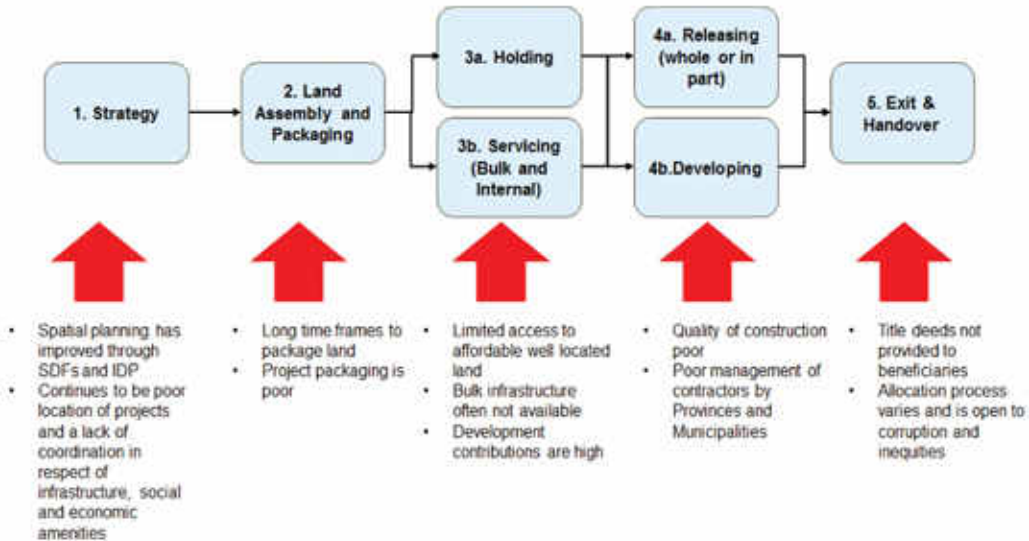 1. Strategy
2. Land
Assembly and
Packaging
3a. Holding
3b. Servicing
(Bulk and
Internal)
4a. Releasing
(whole or in
part)
4b.Developing
5. Exit &
Handover
• Spatial planning has
improved through
SDFs and IDP
• Continues to be poor
location of projects
and a lack of
coordination in
respect of
infrastructure, social
and economic
amenities
• Long time frames to
package land
• Project packaging is
poor
• Limited access to
affordable well located
land
• Bulk infrastructure
often not available
• Development
contributions are high
• Quality of construction
poor
• Poor management of
contractors by
Provinces and
Municipalities
• Title deeds not
provided to
beneficiaries
• Allocation process
varies and is open to
corruption and
inequities